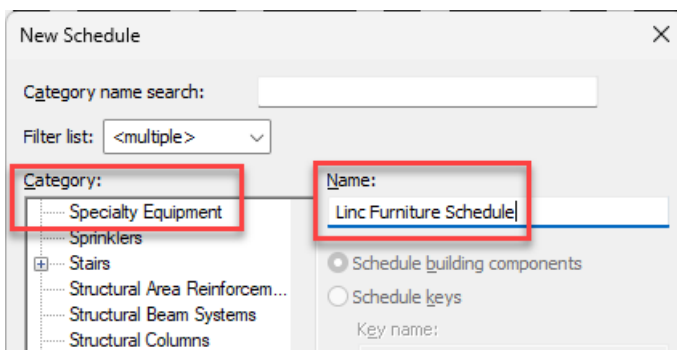 New Schedule
Category name search:
Filter list: <multiple>
Category:
Specialty Equipment
Sprinklers
Stairs
Structural Area Reinforcem...
Structural Beam Systems
Structural Columns
Name:
Linc Furniture Schedule
Schedule building components
Schedule keys
Key name: